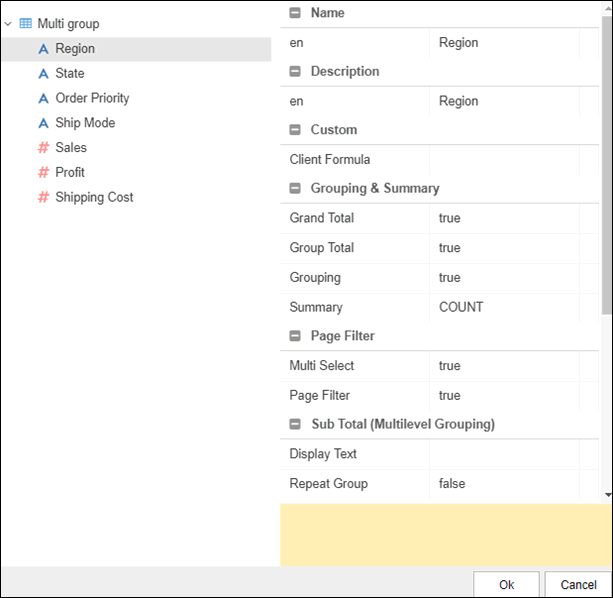 Multi group
Region
State
Order Priority
Ship Mode
Sales
Profit
Shipping Cost
Name
en Region
Description
en Region
Custom
Client Formula
Grouping & Summary
Grand Total true
Group Total true
Grouping true
Summary COUNT
Page Filter
Multi Select true
Page Filter true
Sub Total (Multilevel Grouping)
Display Text
Repeat Group false
Ok Cancel